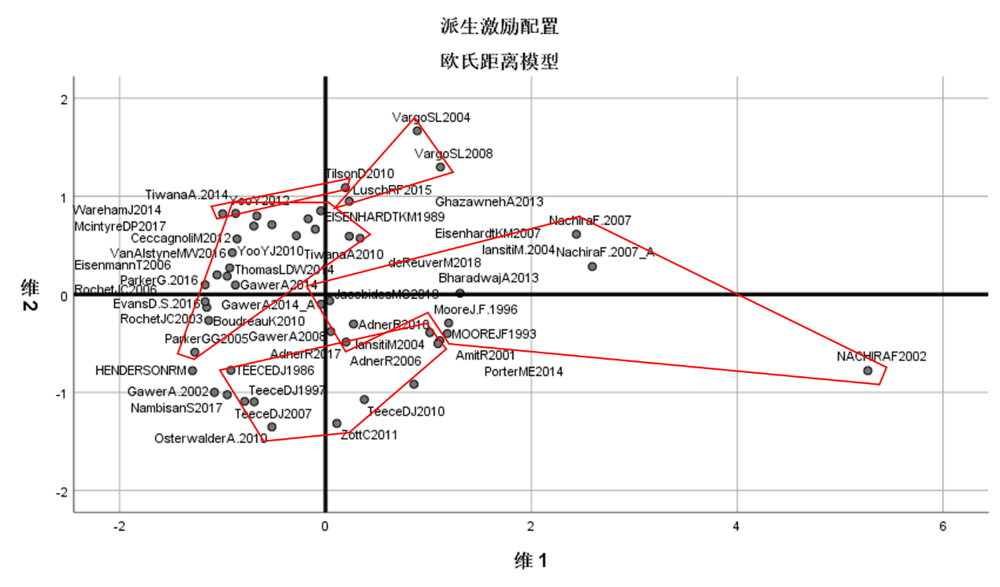 派生激励配置
欧氏距离模型
VargoSL2004
VargoSL2008
TilsonD2010
TiwanaA.2014
LuschRF2015
YooY2012
GhazawnehA2013
WarehamJ2014
EISENHARDTKM1989
NachiraF.2007
McintyreDP2017
EisenhardtKM2007
CeccagnoliM2012
IansitiM.2004
NachiraF.2007_A
VanAlstyneMW2016
YooYJ2010
TiwanaA2010
EisenmannT2006
deReuverM2018
ThomasLDW2014
BharadwajA2013
ParkerG.2016
GawerA2014
RochetJC2006
JacobidesMG2018
EvansD.S.2016
GawerA2014_A
MooreJ.F.1996
RochetJC2003
BoudreauK2010
AdnerR2010
ParkerGG2005
GawerA2008
MOOREJF1993
IansitiM2004
AdnerR2017
AmitR2001
NACHIRAF2002
AdnerR2006
HENDERSONRM
TEECEDJ1986
PorterME2014
GawerA.2002
TeeceDJ1997
NambisanS2017
TeeceDJ2007
TeeceDJ2010
OsterwalderA.2010
ZottC2011
2
1
0
-1
-2
维 2
-2
0
2
4
6
维 1